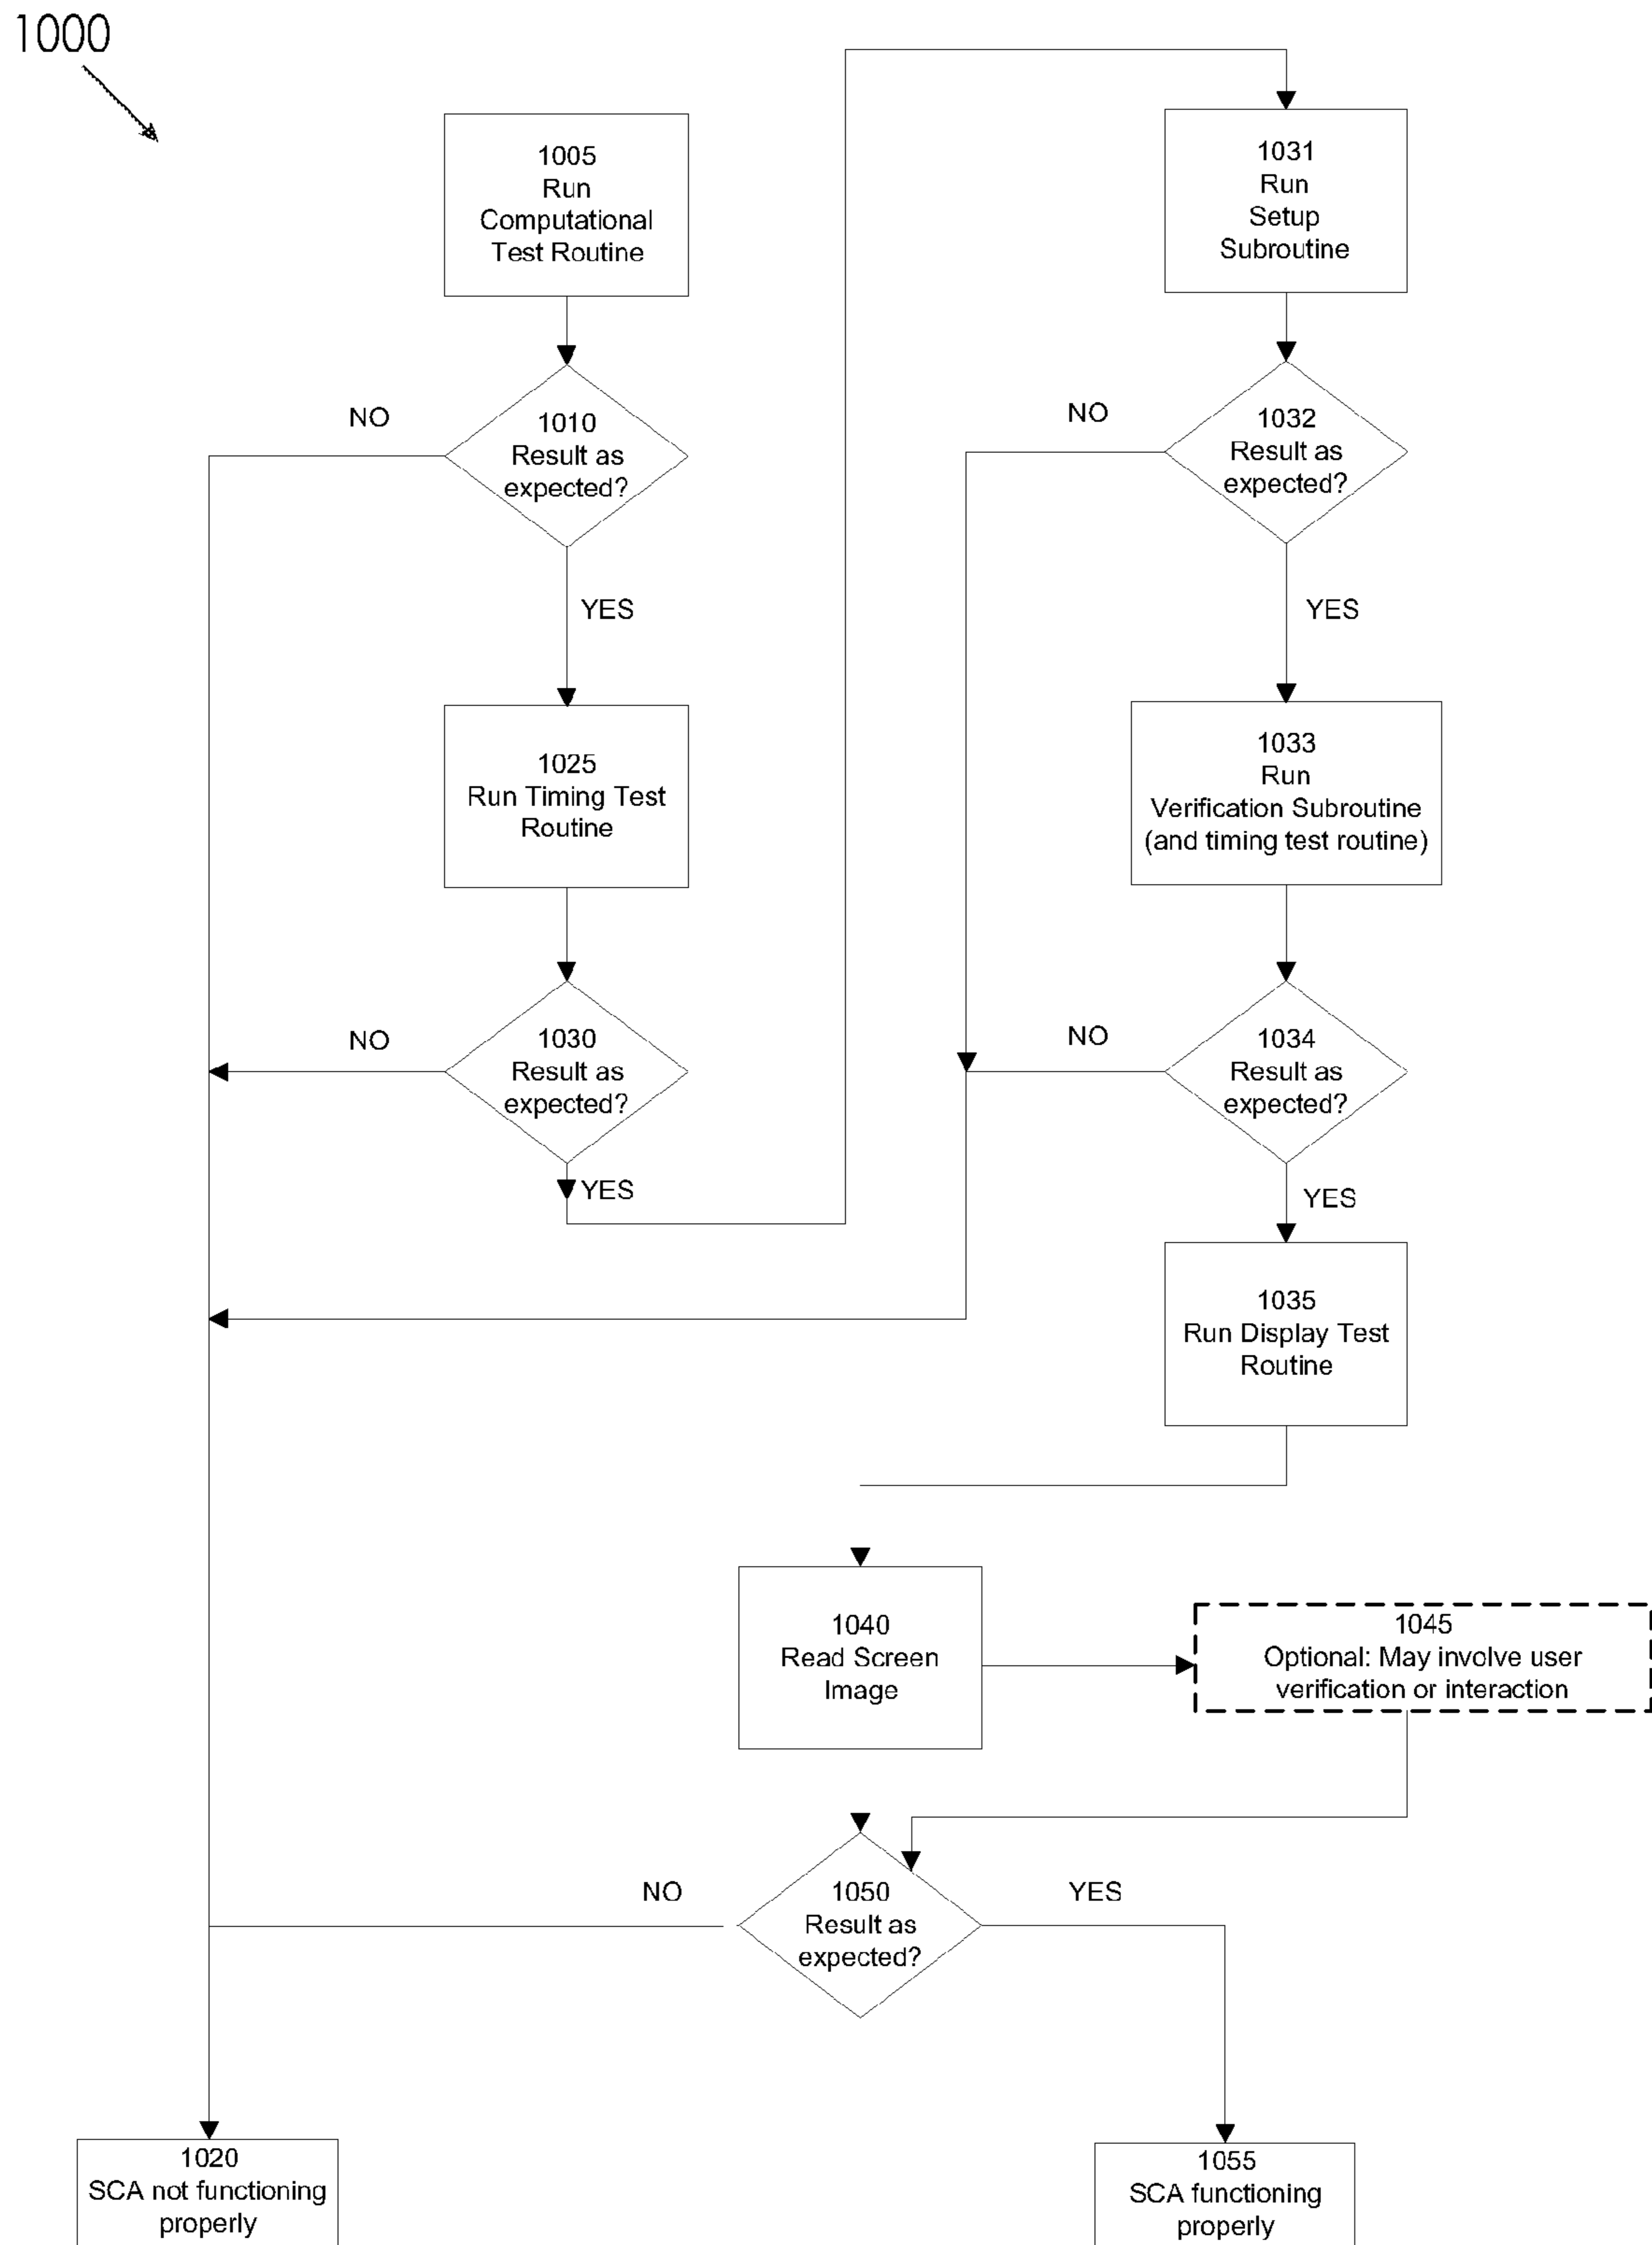 1000
1005
Run
Computational
Test Routine
NO
1010
Result as
expected?
YES
1025
Run Timing Test
Routine
NO
1030
Result as
expected?
YES
1031
Run
Setup
Subroutine
NO
1032
Result as
expected?
YES
1033
Run
Verification Subroutine
(and timing test routine)
NO
1034
Result as
expected?
YES
1035
Run Display Test
Routine
1040
Read Screen
Image
1045
Optional: May involve user
verification or interaction
NO
1050
Result as
expected?
YES
1020
SCA not functioning
properly
1055
SCA functioning
properly